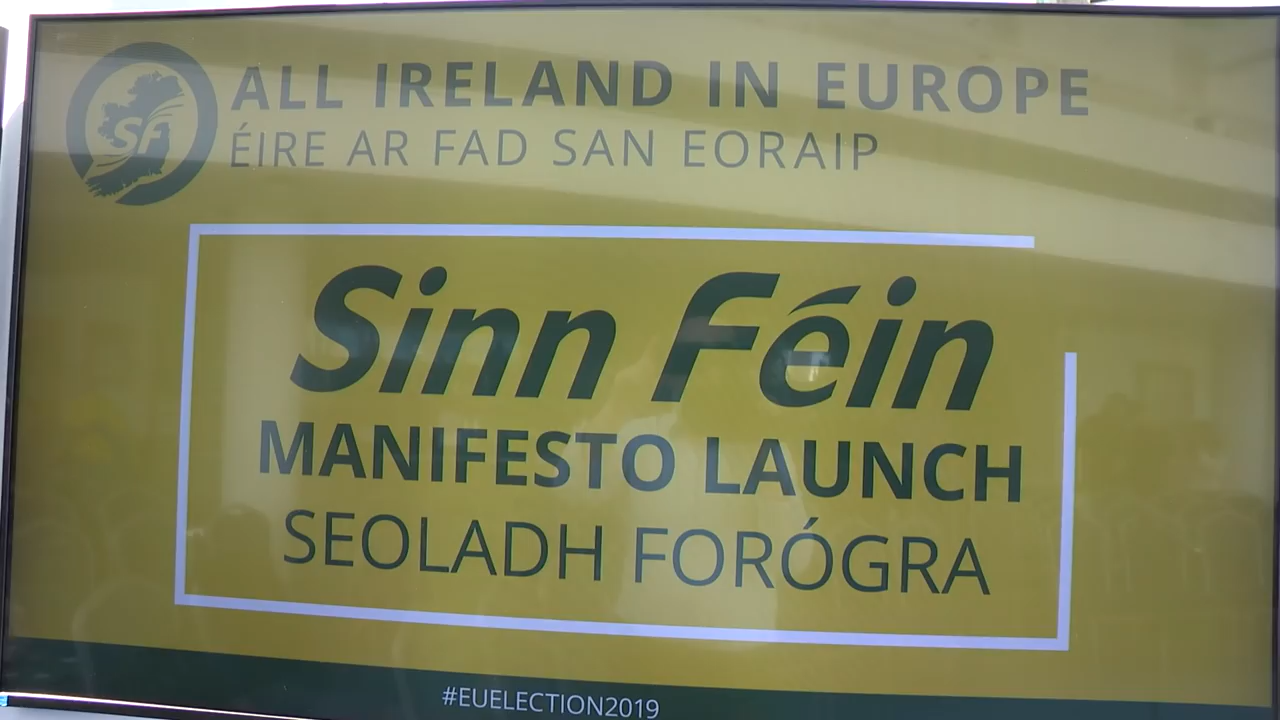 SF
ALL IRELAND IN EUROPE
ÉIRE AR FAD SAN EORAIP
Sinn Féin
MANIFESTO LAUNCH
SEOLADH FORÓGRA
#EUELECTION2019